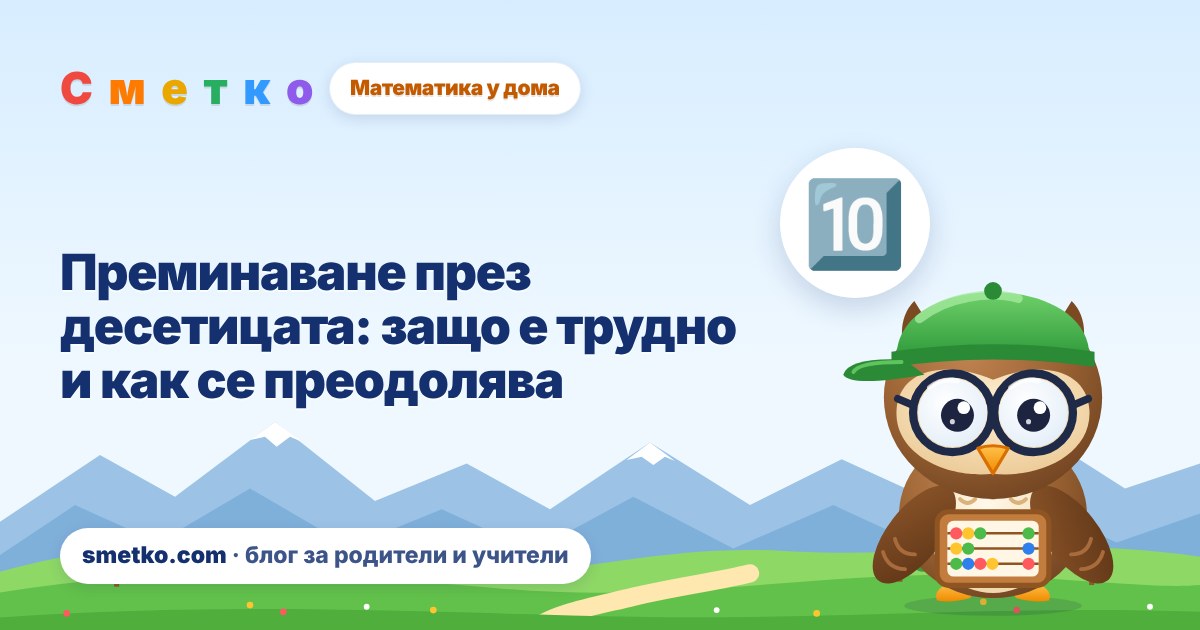 Сметко
Математика у дома
10
Преминаване през
десетицата: защо е трудно
и как се преодолява
smetko.com · блог за родители и учители